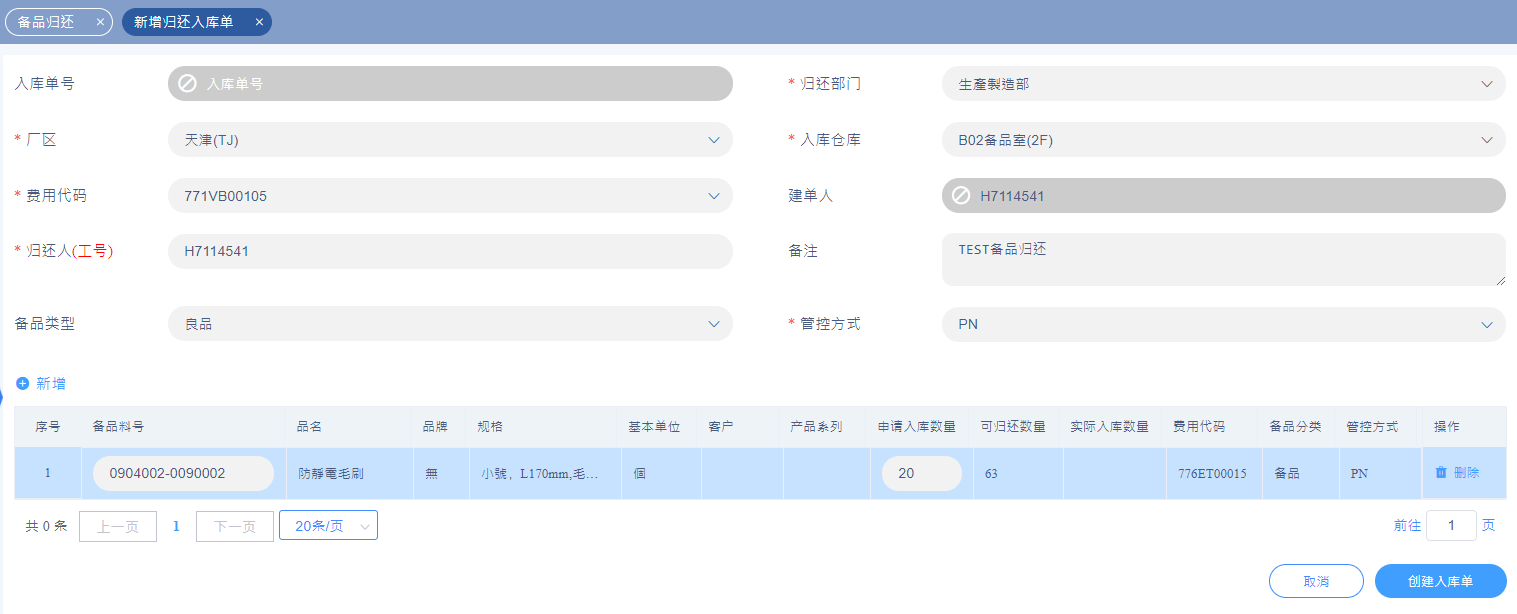 备品归还 × 新增归还入库单 ×
入库单号 入库单号 * 归还部门 生產製造部
* 厂区 天津(TJ) * 入库仓库 B02备品室(2F)
* 费用代码 771VB00105 建单人 H7114541
* 归还人(工号) H7114541 备注 TEST备品归还
备品类型 良品 * 管控方式 PN
新增
序号 备品料号 品名 品牌 规格 基本单位 客户 产品系列 申请入库数量 可归还数量 实际入库数量 费用代码 备品分类 管控方式 操作
1 0904002-0090002 防靜電毛刷 無 小號，L170mm,毛... 個 20 63 776ET00015 备品 PN 删除
共 0 条 上一页 1 下一页 20条/页 前往 1 页
取消 创建入库单